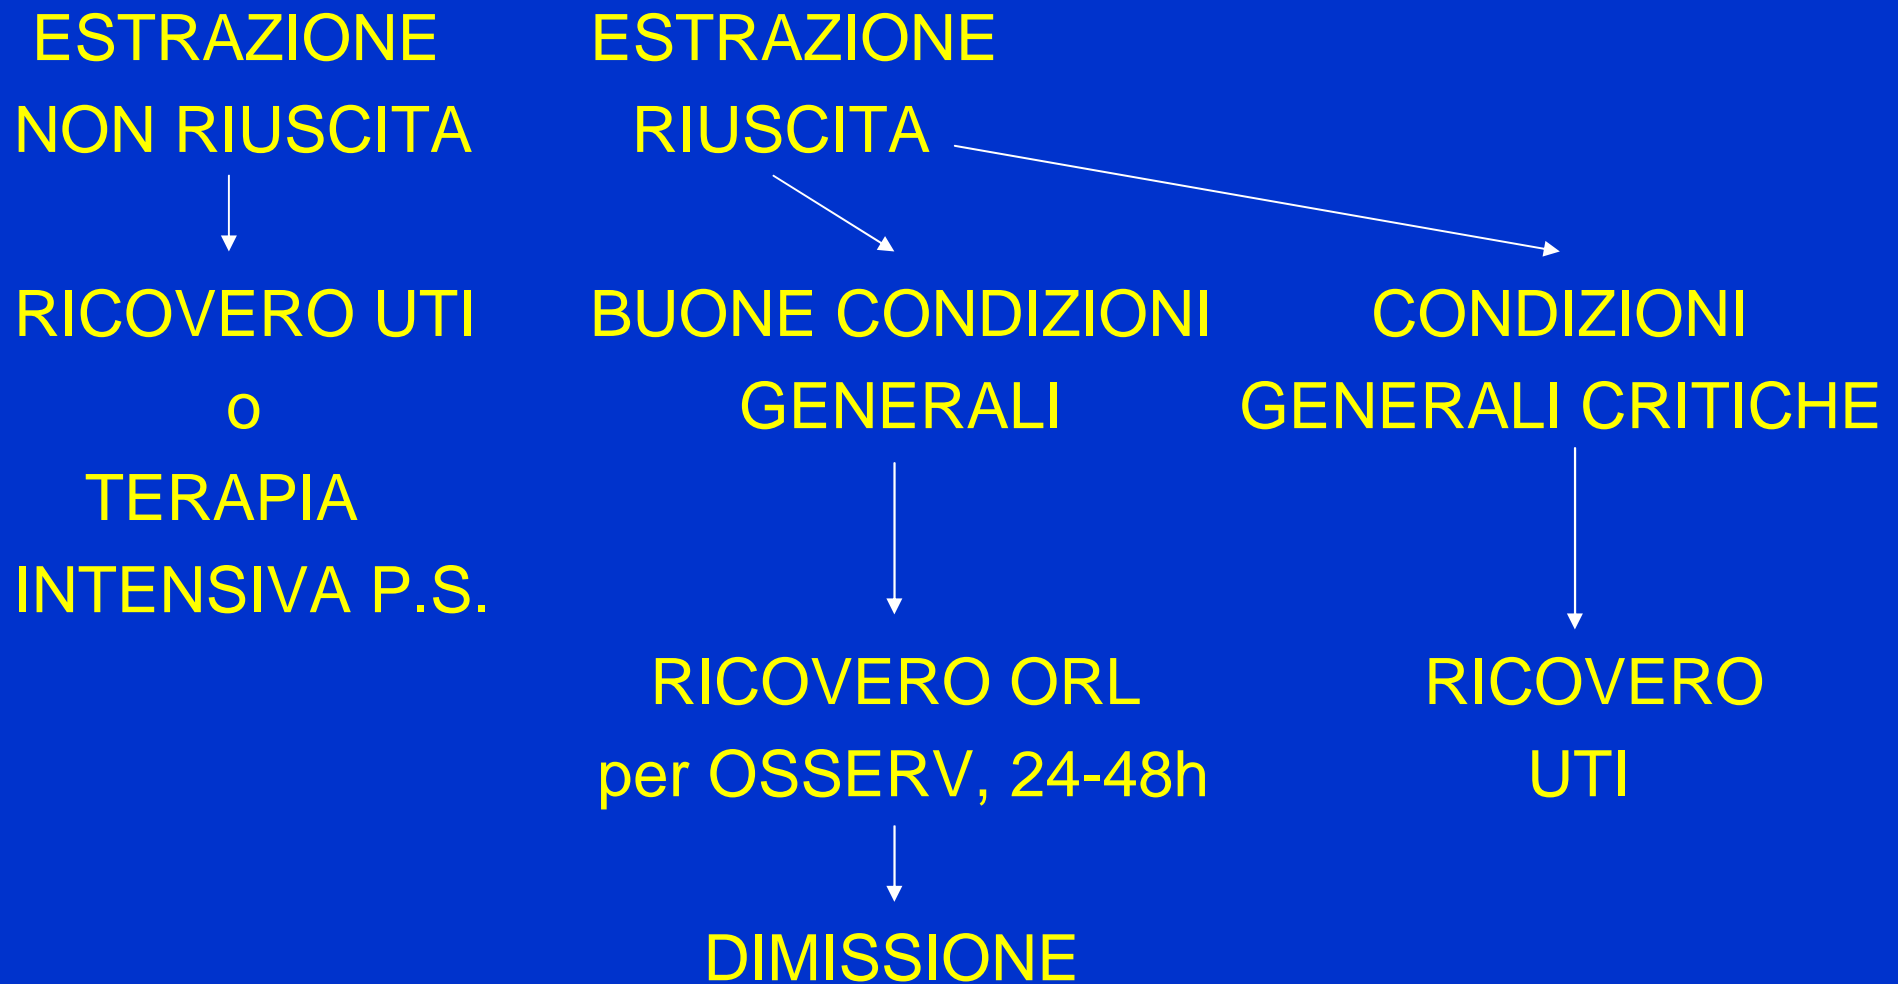 ESTRAZIONE ESTRAZIONE
NON RIUSCITA RIUSCITA
RICOVERO UTI BUONE CONDIZIONI CONDIZIONI
o GENERALI GENERALI CRITICHE
TERAPIA
INTENSIVA P.S.
RICOVERO ORL RICOVERO
per OSSERV, 24-48h UTI
DIMISSIONE